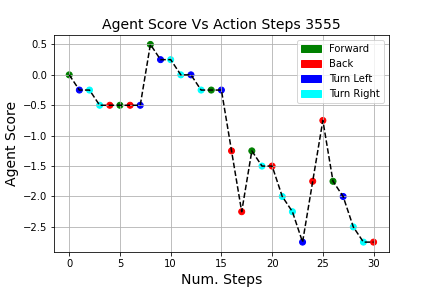 Agent Score Vs Action Steps 3555
Forward
Back
Turn Left
Turn Right
0.5
0.0
−0.5
−1.0
−1.5
−2.0
−2.5
Agent Score
0 5 10 15 20 25 30
Num. Steps